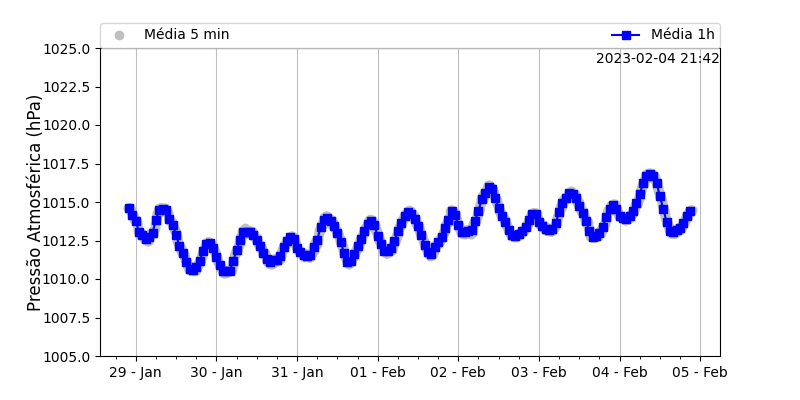 Média 5 min
Média 1h
2023-02-04 21:42
Pressão Atmosférica (hPa)
1025.0
1022.5
1020.0
1017.5
1015.0
1012.5
1010.0
1007.5
1005.0
29 - Jan
30 - Jan
31 - Jan
01 - Feb
02 - Feb
03 - Feb
04 - Feb
05 - Feb